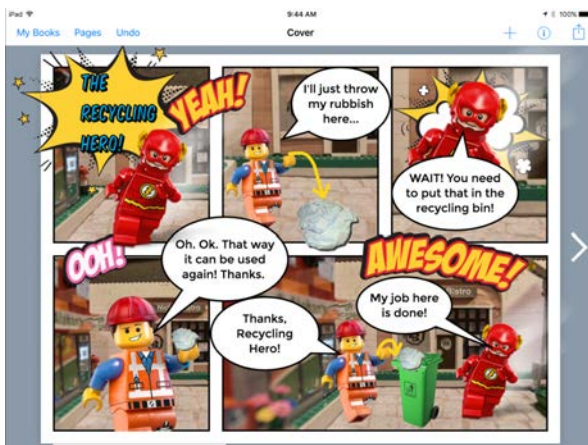 iPad
9:44 AM
100%
My Books
Pages
Undo
Cover
THE
RECYCLING
HERO!
YEAH!
I'll just throw
my rubbish
here...
WAIT! You need
to put that in the
recycling bin!
OOH!
Oh. Ok. That way
it can be used
again! Thanks.
AWESOME!
Thanks,
Recycling
Hero!
My job here
is done!
Bistro